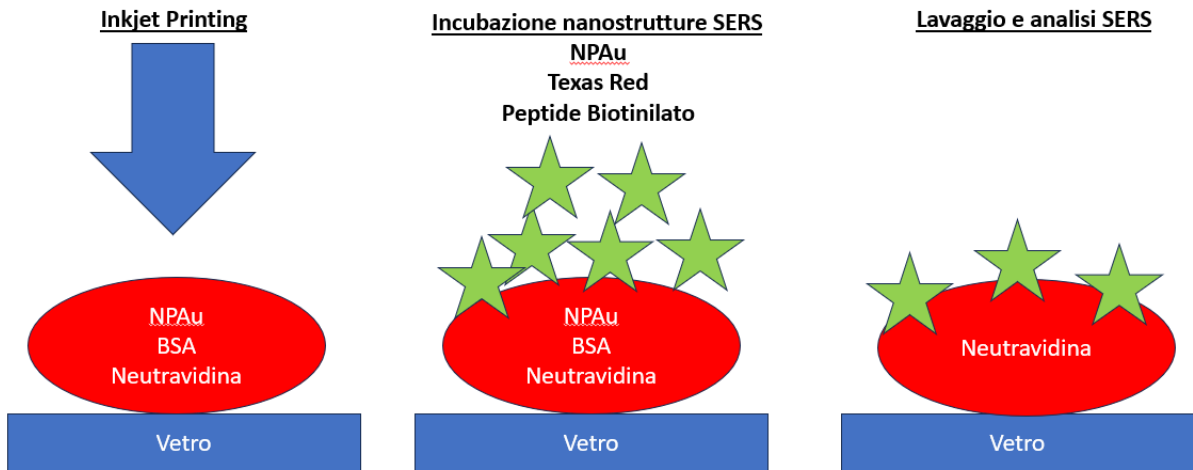 Inkjet Printing
NPAu
BSA
Neutravidina
Vetro
Incubazione nanostrutture SERS
NPAu
Texas Red
Peptide Biotinilato
NPAu
BSA
Neutravidina
Vetro
Lavaggio e analisi SERS
Neutravidina
Vetro